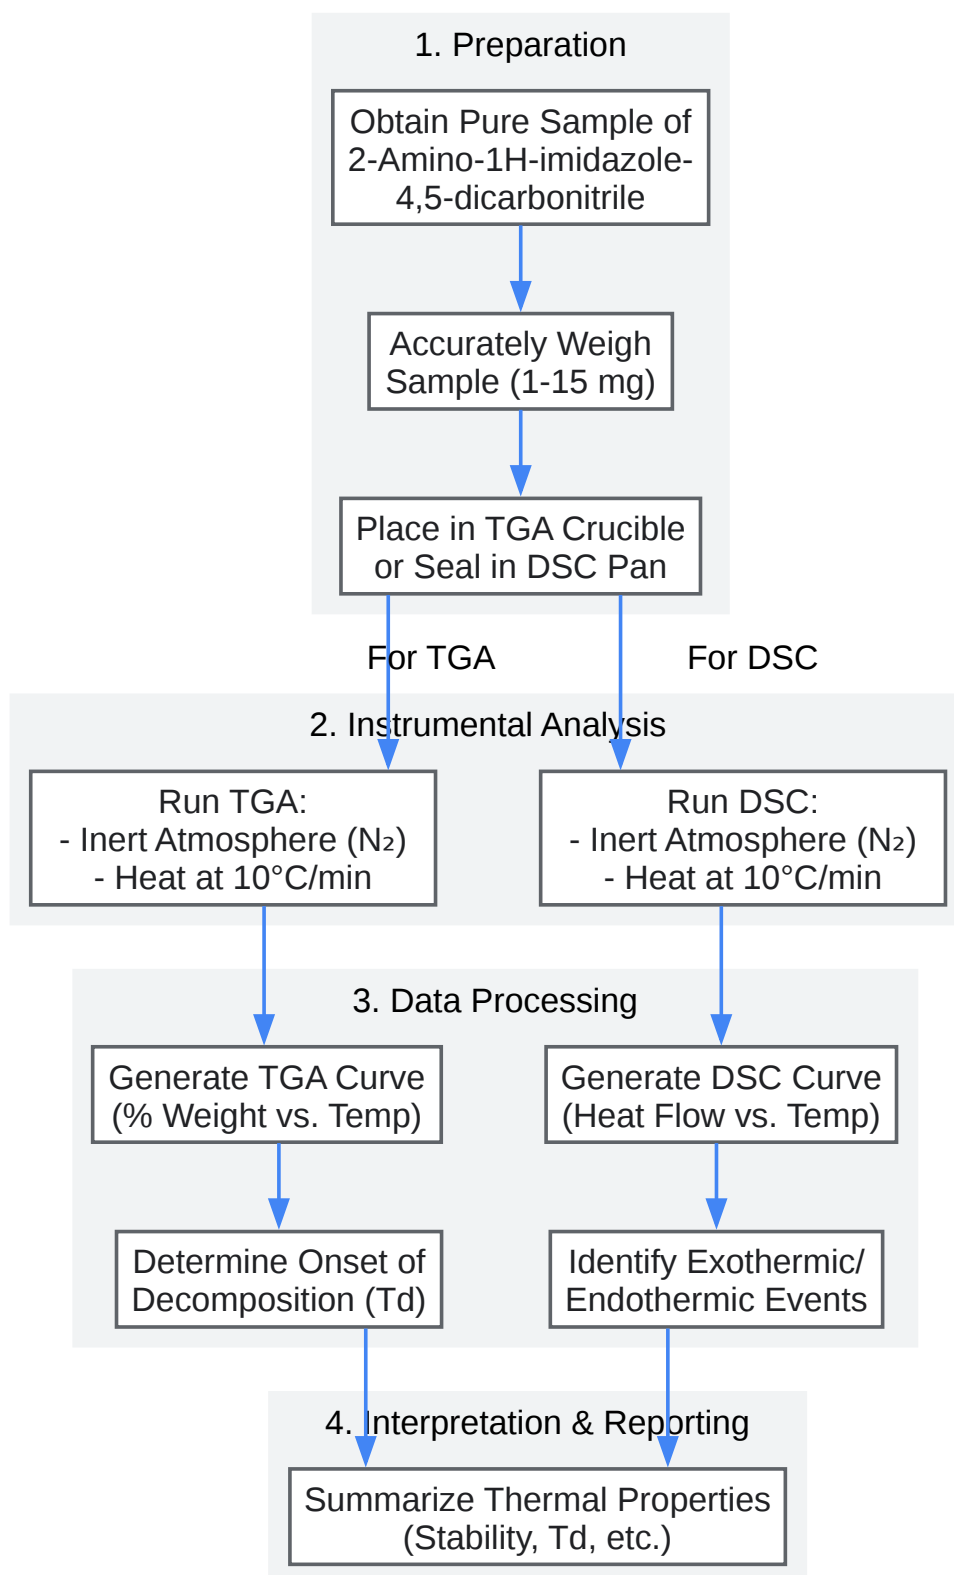 1. Preparation
Obtain Pure Sample of
2-Amino-1H-imidazole-
4,5-dicarbonitrile
Accurately Weigh
Sample (1-15 mg)
Place in TGA Crucible
or Seal in DSC Pan
For TGA
For DSC
2. Instrumental Analysis
Run TGA:
- Inert Atmosphere (N₂)
- Heat at 10°C/min
Run DSC:
- Inert Atmosphere (N₂)
- Heat at 10°C/min
3. Data Processing
Generate TGA Curve
(% Weight vs. Temp)
Generate DSC Curve
(Heat Flow vs. Temp)
Determine Onset of
Decomposition (Td)
Identify Exothermic/
Endothermic Events
4. Interpretation & Reporting
Summarize Thermal Properties
(Stability, Td, etc.)